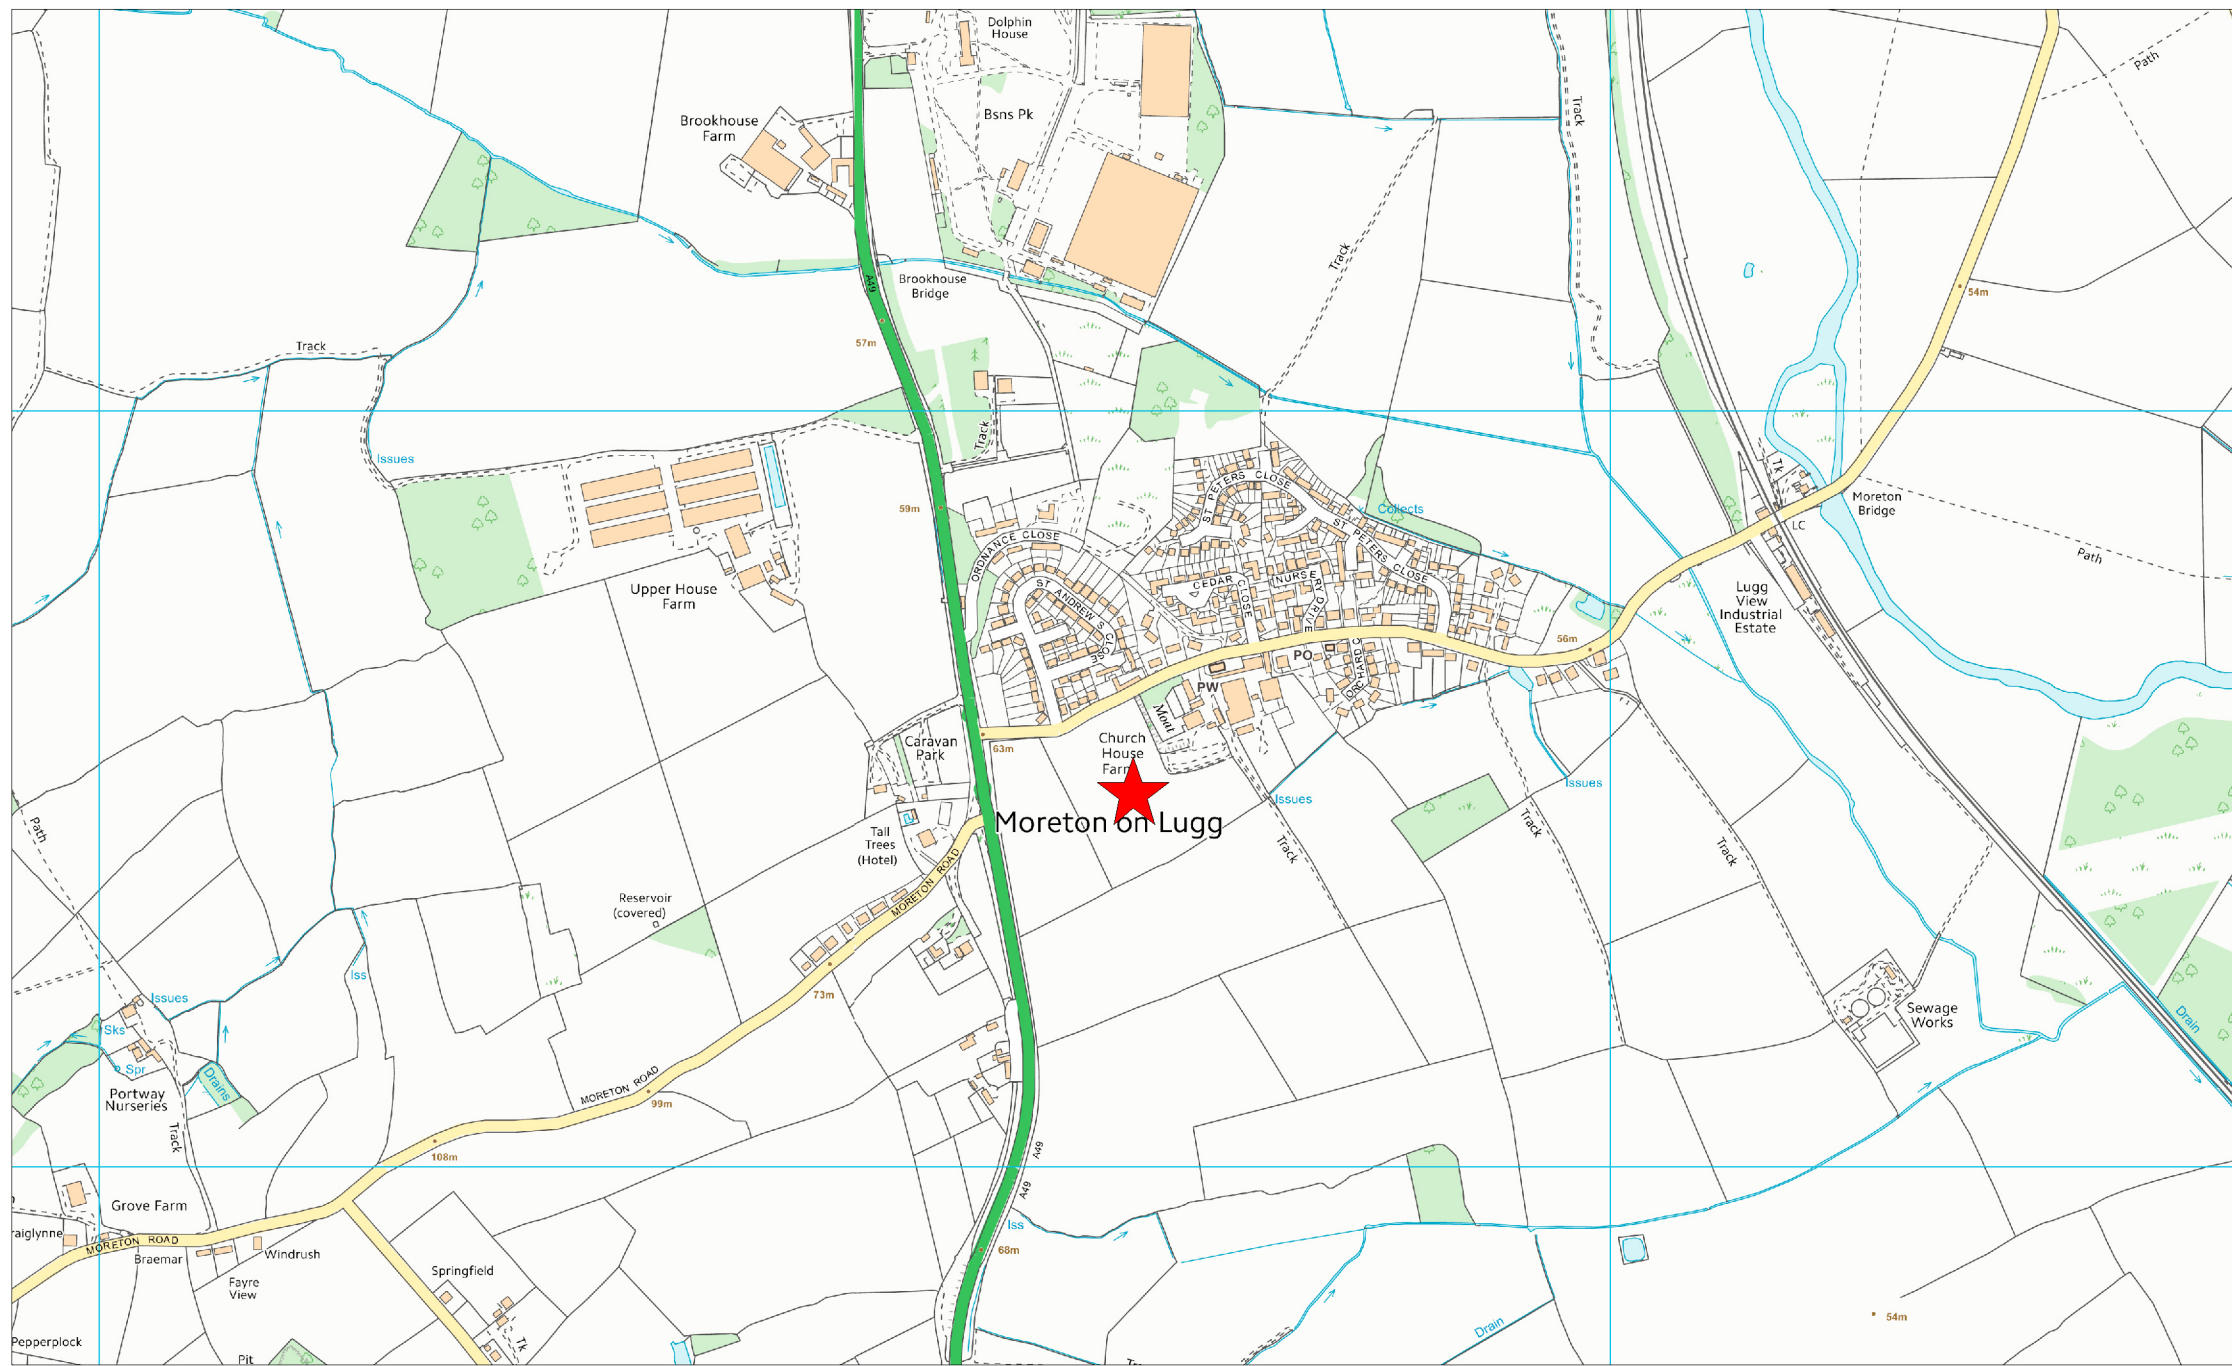 Dolphin
House
Path
Brookhouse
Farm
Bsns Pk
Track
Track
A49
Brookhouse
Bridge
54m
57m
Track
Track
Issues
59m
ST PETERS CLOSE
Collects
ST PETERS CLOSE
Tk
Moreton
Bridge
LC
ORDNANCE CLOSE
Path
Upper House
Farm
ST ANDREW S CLOSE
CEDAR CLOSE
NURSERY DRIVE
Lugg
View
Industrial
Estate
56m
PO
ORCHARD C
PW
Moat
Caravan
Park
63m
Church
House
Farm
Issues
Issues
Path
Moreton on Lugg
Tall
Trees
(Hotel)
Track
Track
Track
MORETON ROAD
Reservoir
(covered)
Iss
73m
Issues
Sks
Sewage
Works
Drain
Spr
Drains
Portway
Nurseries
MORETON ROAD
99m
Track
108m
A49
A49
Grove Farm
Iss
raiglynne
MORETON ROAD
Braemar
Windrush
68m
Fayre
View
Springfield
54m
Drain
Pepperplock
Pit
Tk